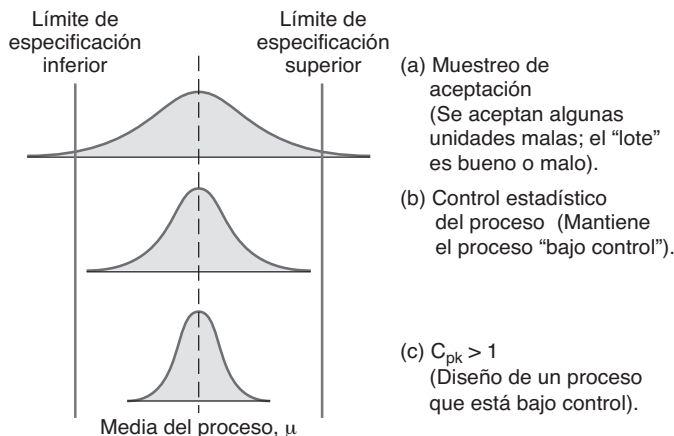 Límite de
especificación
inferior
Límite de
especificación
superior
(a) Muestreo de
aceptación
(Se aceptan algunas
unidades malas; el “lote”
es bueno o malo).
(b) Control estadístico
del proceso (Mantiene
el proceso “bajo control”).
(c) Cpk > 1
(Diseño de un proceso
que está bajo control).
Media del proceso, μ